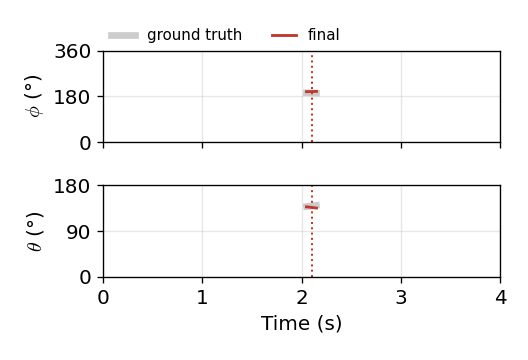 ground truth final
360
180
0
ϕ (°)
180
90
0
θ (°)
0 1 2 3 4
Time (s)